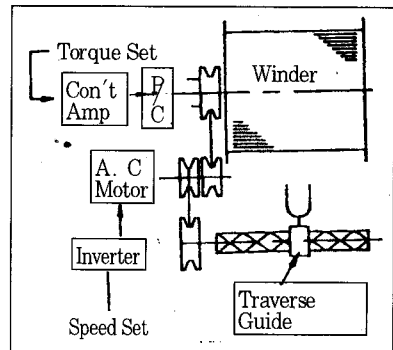 Torque Set
Con't
Amp
P/C
Winder
A. C
Motor
Inverter
Speed Set
Traverse
Guide